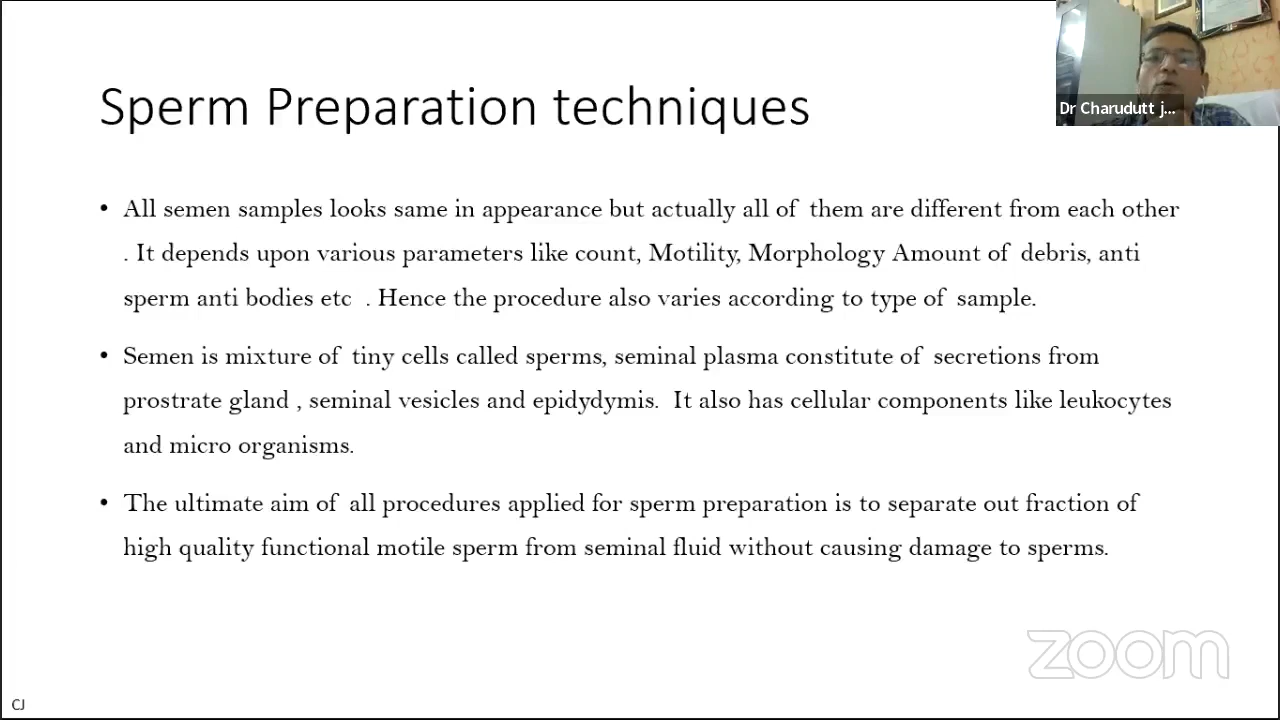 Sperm Preparation techniques
• All semen samples looks same in appearance but actually all of them are different from each other
. It depends upon various parameters like count, Motility, Morphology Amount of debris, anti
sperm anti bodies etc . Hence the procedure also varies according to type of sample.
• Semen is mixture of tiny cells called sperms, seminal plasma constitute of secretions from
prostrate gland , seminal vesicles and epidydymis. It also has cellular components like leukocytes
and micro organisms.
• The ultimate aim of all procedures applied for sperm preparation is to separate out fraction of
high quality functional motile sperm from seminal fluid without causing damage to sperms.
Dr Charudutt j...
zoom
CJ